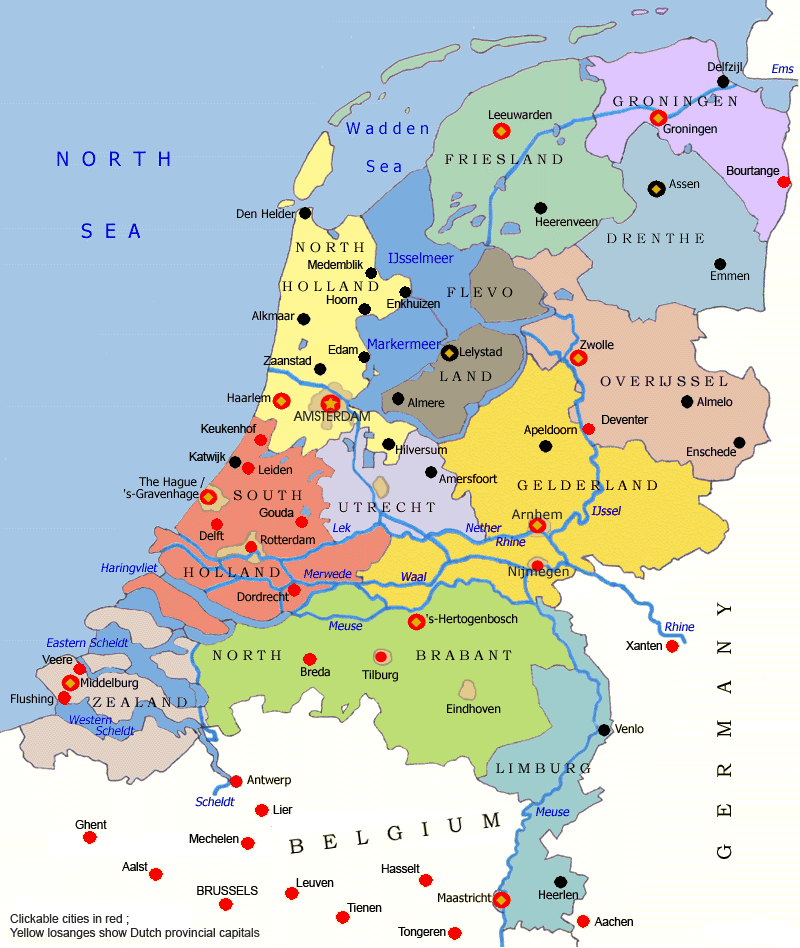 Delfzijl
Ems
GRONINGEN
Leeuwarden
Wadden
Groningen
NORTH
Sea
FRIESLAND
Bourtange
Assen
Den Helder
Heerenveen
SEA
DRENTHE
NORTH
Medemblik
IJsselmeer
Emmen
HOLLAND
Hoorn
Enkhuizen
FLEVO
Alkmaar
Edam
Markermeer
Lelystad
Zwolle
Zaanstad
LAND
OVERIJSSEL
Haarlem
Almere
Almelo
AMSTERDAM
Deventer
Keukenhof
Apeldoorn
Hilversum
Enschede
Katwijk
Leiden
Amersfoort
The Hague /
's-Gravenhage
SOUTH
UTRECHT
GELDERLAND
Gouda
Arnhem
IJssel
Delft
Lek
Nether
Rhine
Rotterdam
Haringvliet
HOLLAND
Merwede
Waal
Nijmegen
Dordrecht
GERMANY
Meuse
's-Hertogenbosch
Rhine
Eastern Scheldt
Xanten
Veere
NORTH
BRABANT
Middelburg
Breda
Tilburg
Flushing
ZEALAND
Eindhoven
Western
Scheldt
Venlo
LIMBURG
Antwerp
Scheldt
Lier
Meuse
Ghent
BELGIUM
Mechelen
Aalst
Hasselt
BRUSSELS
Leuven
Maastricht
Heerlen
Tienen
Clickable cities in red ;
Aachen
Yellow losanges show Dutch provincial capitals
Tongeren